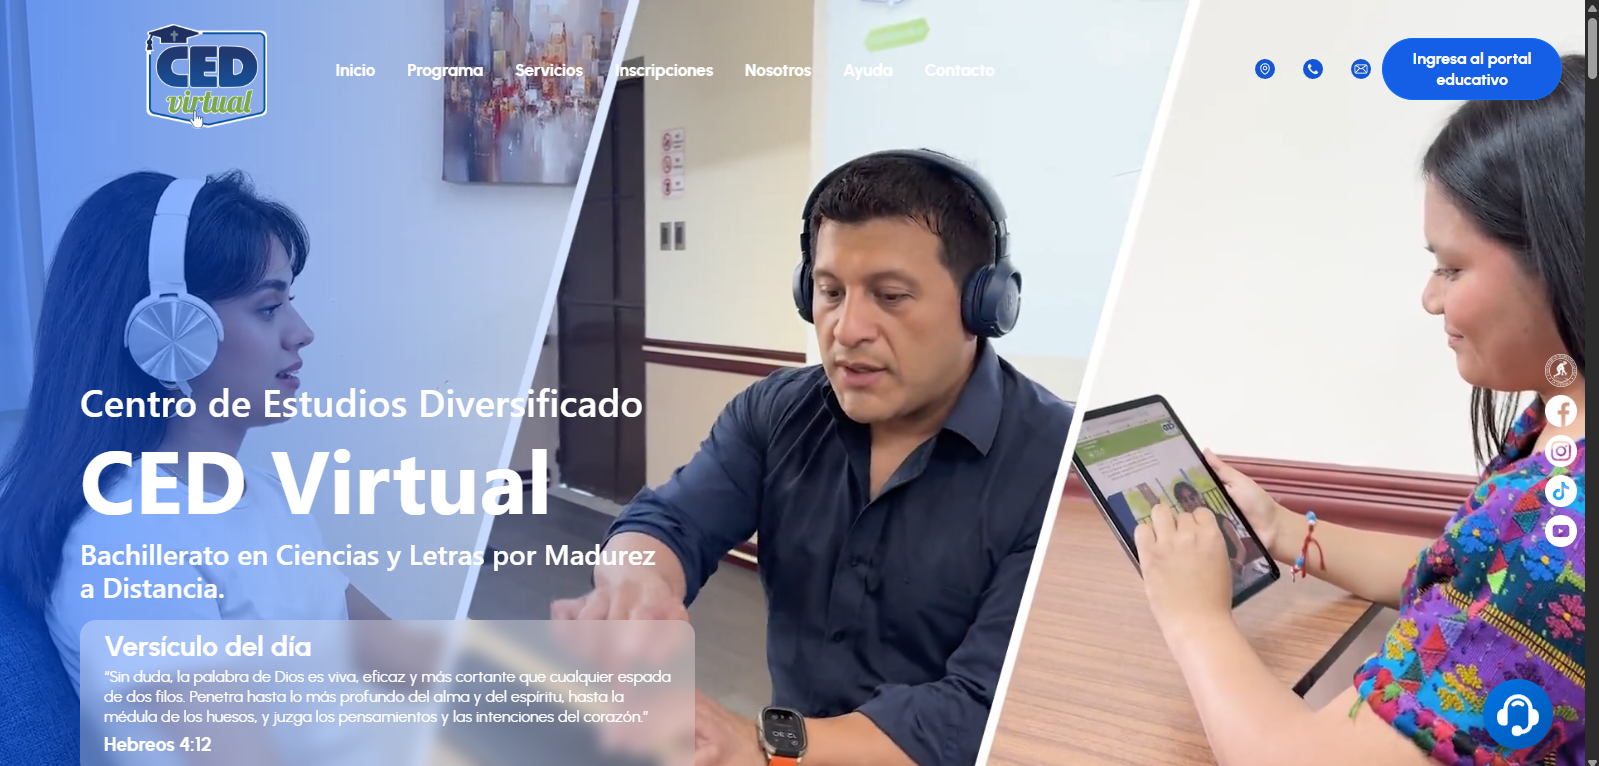 CED
virtual
Inicio Programa Servicios Inscripciones Nosotros Ayuda Contacto
Ingresa al portal
educativo
Centro de Estudios Diversificado
CED Virtual
Bachillerato en Ciencias y Letras por Madurez
a Distancia.
Versículo del día
“Sin duda, la palabra de Dios es viva, eficaz y más cortante que cualquier espada
de dos filos. Penetra hasta lo más profundo del alma y del espíritu, hasta la
médula de los huesos, y juzga los pensamientos y las intenciones del corazón.”
Hebreos 4:12